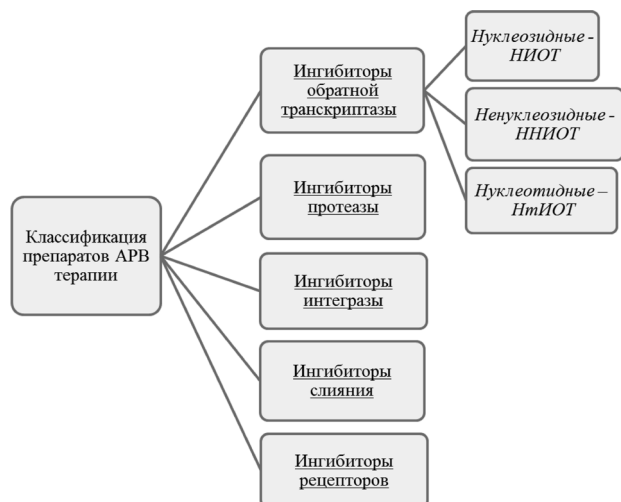 Классификация
препаратов АРВ
терапии
Ингибиторы
обратной
транскриптазы
Нуклеозидные -
НИОТ
Ненуклеозидные -
ННИОТ
Нуклеотидные –
НтИОТ
Ингибиторы
протеазы
Ингибиторы
интегразы
Ингибиторы
слияния
Ингибиторы
рецепторов